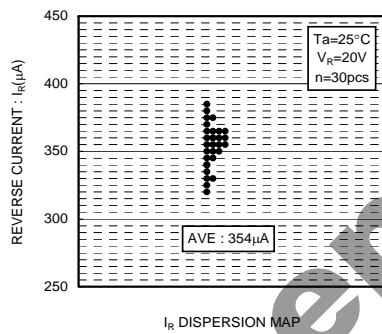 REVERSE CURRENT : IR(μA)
450
400
350
300
250
Ta=25°C
VR=20V
n=30pcs
AVE : 354μA
IR DISPERSION MAP